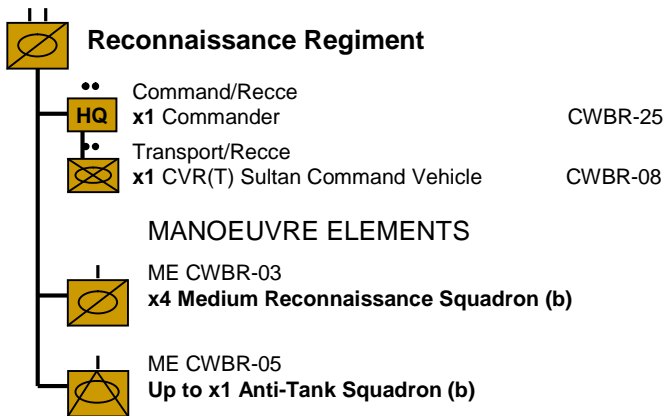 Reconnaissance Regiment
Command/Recce
HQ x1 Commander CWBR-25
Transport/Recce
x1 CVR(T) Sultan Command Vehicle CWBR-08
MANOEUVRE ELEMENTS
ME CWBR-03
x4 Medium Reconnaissance Squadron (b)
ME CWBR-05
Up to x1 Anti-Tank Squadron (b)